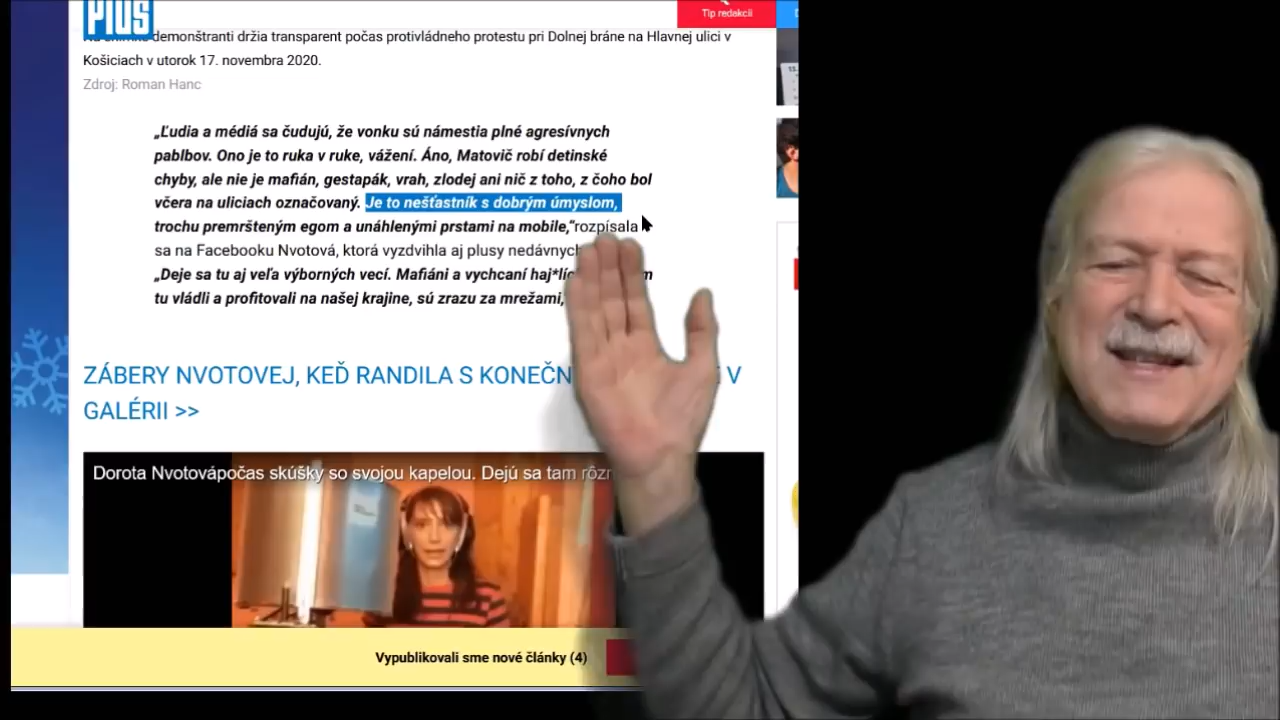 PLUS
Tip redakcii
demonštranti držia transparent počas protivládneho protestu pri Dolnej bráne na Hlavnej ulici v
Košiciach v utorok 17. novembra 2020.
Zdroj: Roman Hanc
„Ľudia a médiá sa čudujú, že vonku sú námestia plné agresívnych
pablbov. Ono je to ruka v ruke, vážení. Áno, Matovič robí detinské
chyby, ale nie je mafián, gestapák, vrah, zlodej ani nič z toho, z čoho bol
včera na uliciach označovaný. Je to nešťastník s dobrým úmyslom,
trochu premršteným egom a unáhlenými prstami na mobile,“rozpísala
sa na Facebooku Nvotová, ktorá vyzdvihla aj plusy nedávnych
„Deje sa tu aj veľa výborných vecí. Mafiáni a vychcaní
tu vládli a profitovali na našej krajine, sú zrazu za mrežami,
ZÁBERY NVOTOVEJ, KEĎ RANDILA S V
GALÉRII >>
Dorota Nvotovápočas skúšky so svojou kapelou. Dejú sa tam
Vypublikovali sme nové články (4)